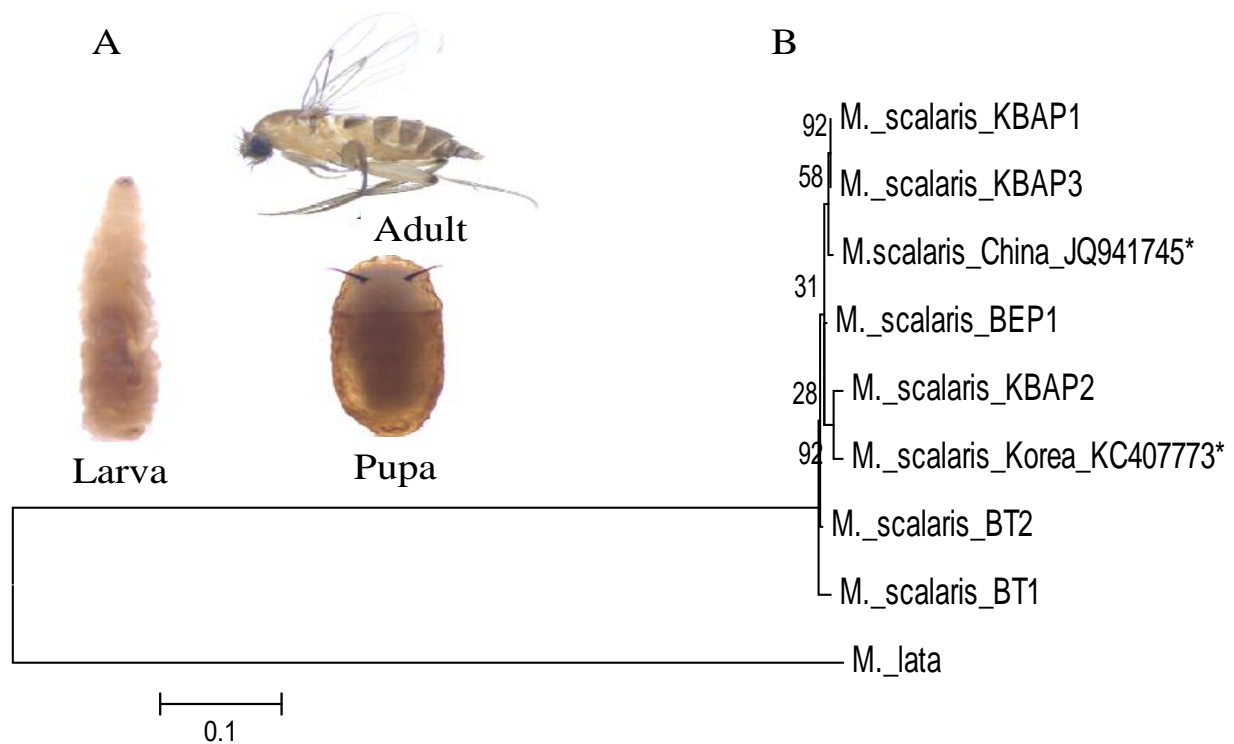 A
B
Adult
Larva
Pupa
92
M._scalaris_KBAP1
58
M._scalaris_KBAP3
M.scalaris_China_JQ941745*
31
M._scalaris_BEP1
28
M._scalaris_KBAP2
92
M._scalaris_Korea_KC407773*
M._scalaris_BT2
M._scalaris_BT1
M._lata
0.1